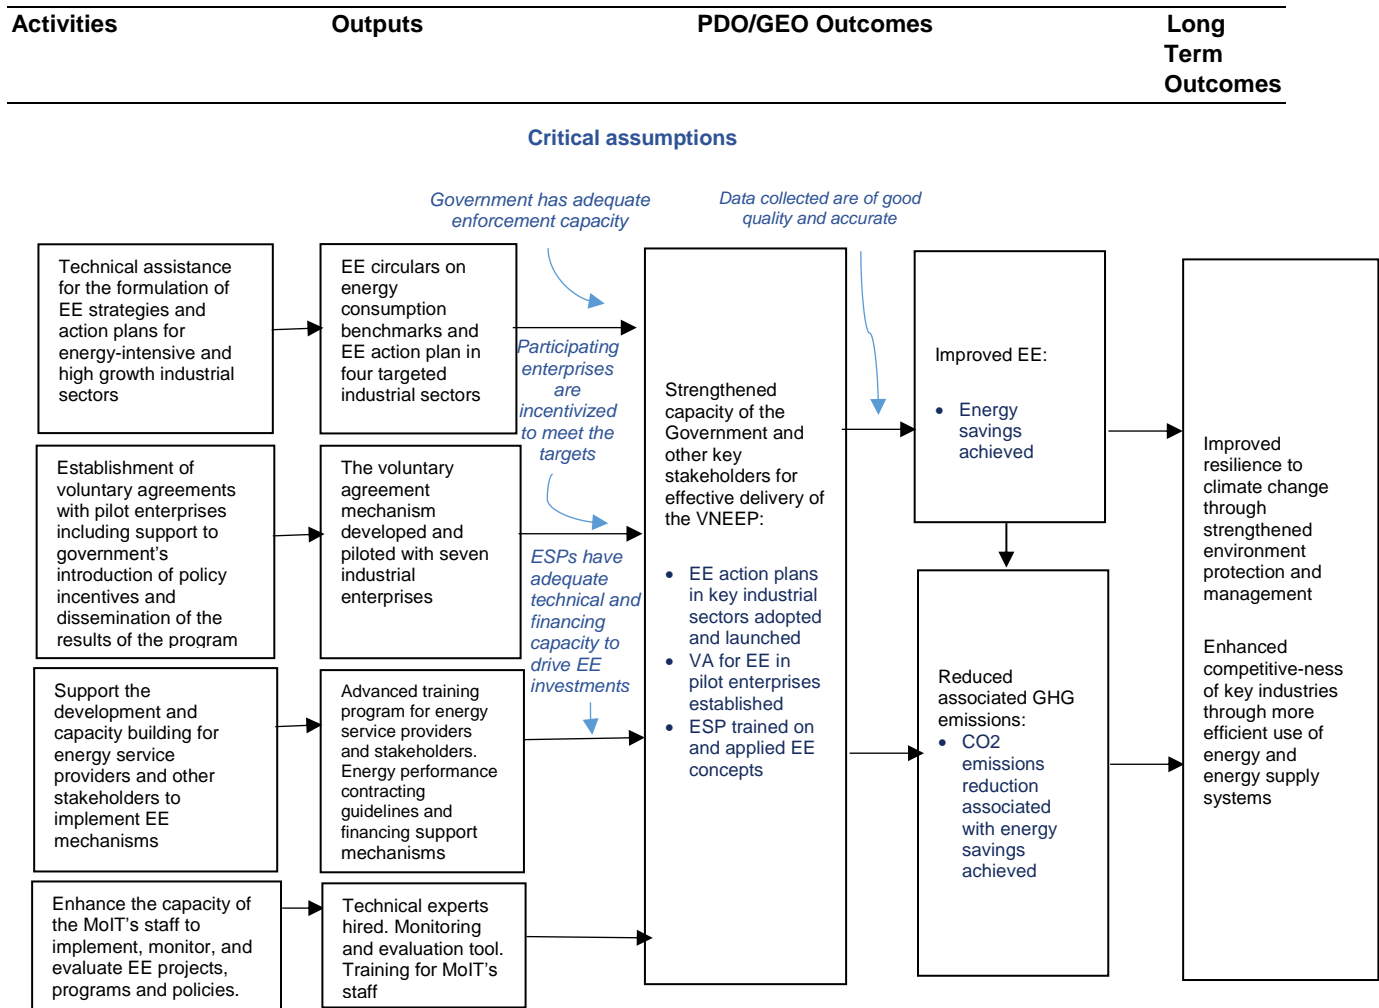 Activities
Outputs
PDO/GEO Outcomes
Long
Term
Outcomes
Critical assumptions
Government has adequate
enforcement capacity
Data collected are of good
quality and accurate
Technical assistance
for the formulation of
EE strategies and
action plans for
energy-intensive and
high growth industrial
sectors
EE circulars on
energy
consumption
benchmarks and
EE action plan in
four targeted
industrial sectors
Participating
enterprises
are
incentivized
to meet the
targets
Establishment of
voluntary agreements
with pilot enterprises
including support to
government's
introduction of policy
incentives and
dissemination of the
results of the program
The voluntary
agreement
mechanism
developed and
piloted with seven
industrial
enterprises
ESPs have
adequate
technical and
financing
capacity to
drive EE
investments
Support the
development and
capacity building for
energy service
providers and other
stakeholders to
implement EE
mechanisms
Advanced training
program for energy
service providers
and stakeholders.
Energy performance
contracting
guidelines and
financing support
mechanisms
Enhance the capacity of
the MoIT's staff to
implement, monitor, and
evaluate EE projects,
programs and policies.
Technical experts
hired. Monitoring
and evaluation tool.
Training for MoIT's
staff
Strengthened
capacity of the
Government and
other key
stakeholders for
effective delivery of
the VNEEP:
• EE action plans
in key industrial
sectors adopted
and launched
• VA for EE in
pilot enterprises
established
• ESP trained on
and applied EE
concepts
Improved EE:
• Energy
savings
achieved
Reduced
associated GHG
emissions:
• CO2
emissions
reduction
associated
with energy
savings
achieved
Improved
resilience to
climate change
through
strengthened
environment
protection and
management
Enhanced
competitive-ness
of key industries
through more
efficient use of
energy and
energy supply
systems